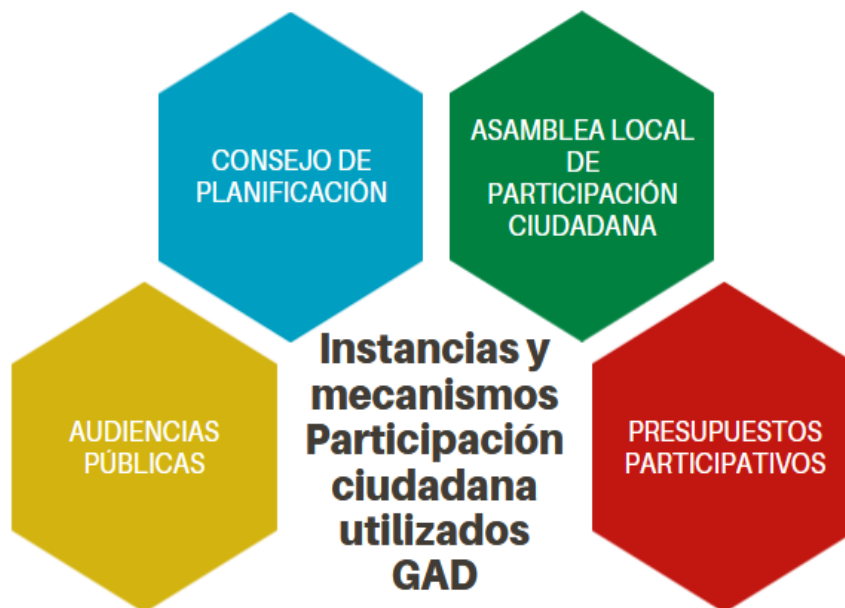 CONSEJO DE
PLANIFICACIÓN
ASAMBLEA LOCAL
DE
PARTICIPACIÓN
CIUDADANA
AUDIENCIAS
PÚBLICAS
Instancias y
mecanismos
Participación
ciudadana
utilizados
GAD
PRESUPUESTOS
PARTICIPATIVOS